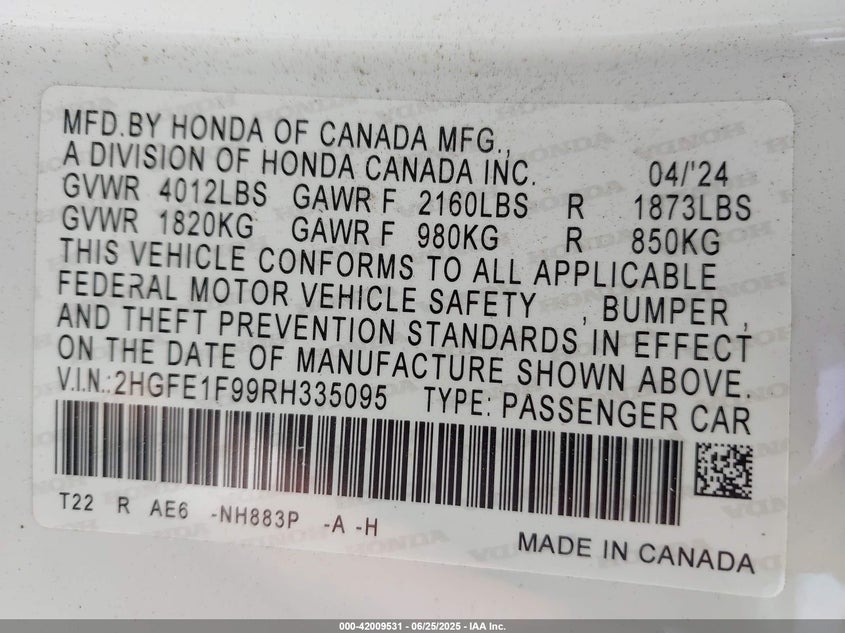 MFD.BY HONDA OF CANADA MFG.,
A DIVISION OF HONDA CANADA INC. 04/'24
GVWR 4012LBS GAWR F 2160LBS R 1873LBS
GVWR 1820KG GAWR F 980KG R 850KG
THIS VEHICLE CONFORMS TO ALL APPLICABLE
FEDERAL MOTOR VEHICLE SAFETY , BUMPER ,
AND THEFT PREVENTION STANDARDS IN EFFECT
ON THE DATE OF MANUFACTURE SHOWN ABOVE.
V.I.N.:2HGFE1F99RH335095 TYPE: PASSENGER CAR
T22 R AE6 -NH883P -A -H
MADE IN CANADA
000-42009531 - 06/25/2025 - IAA Inc.